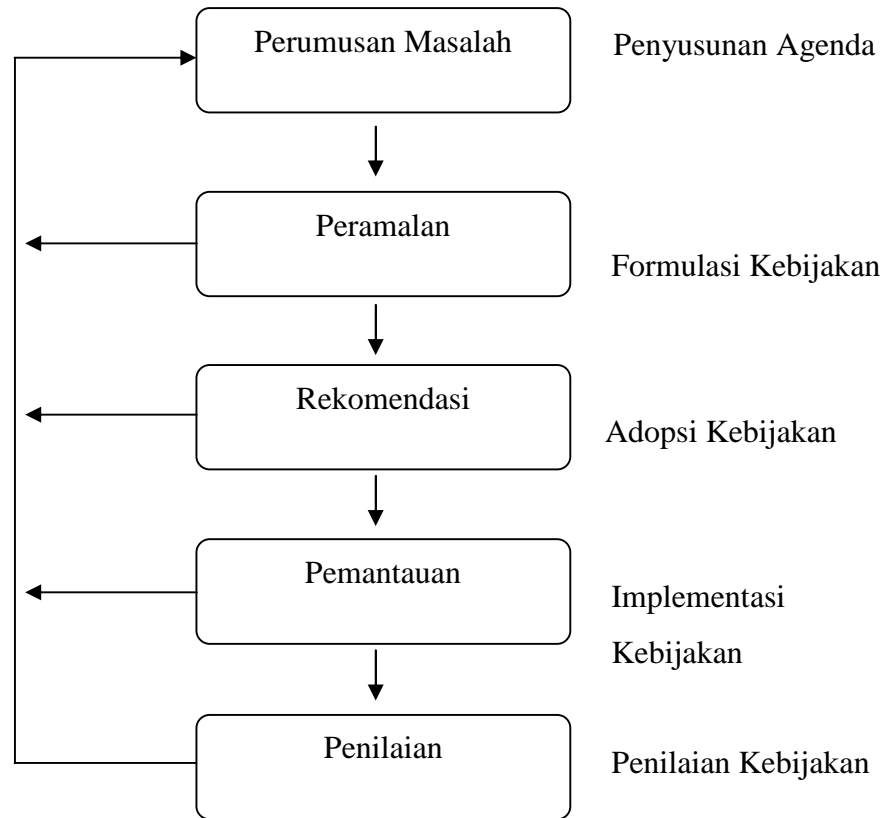 Perumusan Masalah
Penyusunan Agenda
Peramalan
Formulasi Kebijakan
Rekomendasi
Adopsi Kebijakan
Pemantauan
Implementasi
Kebijakan
Penilaian
Penilaian Kebijakan